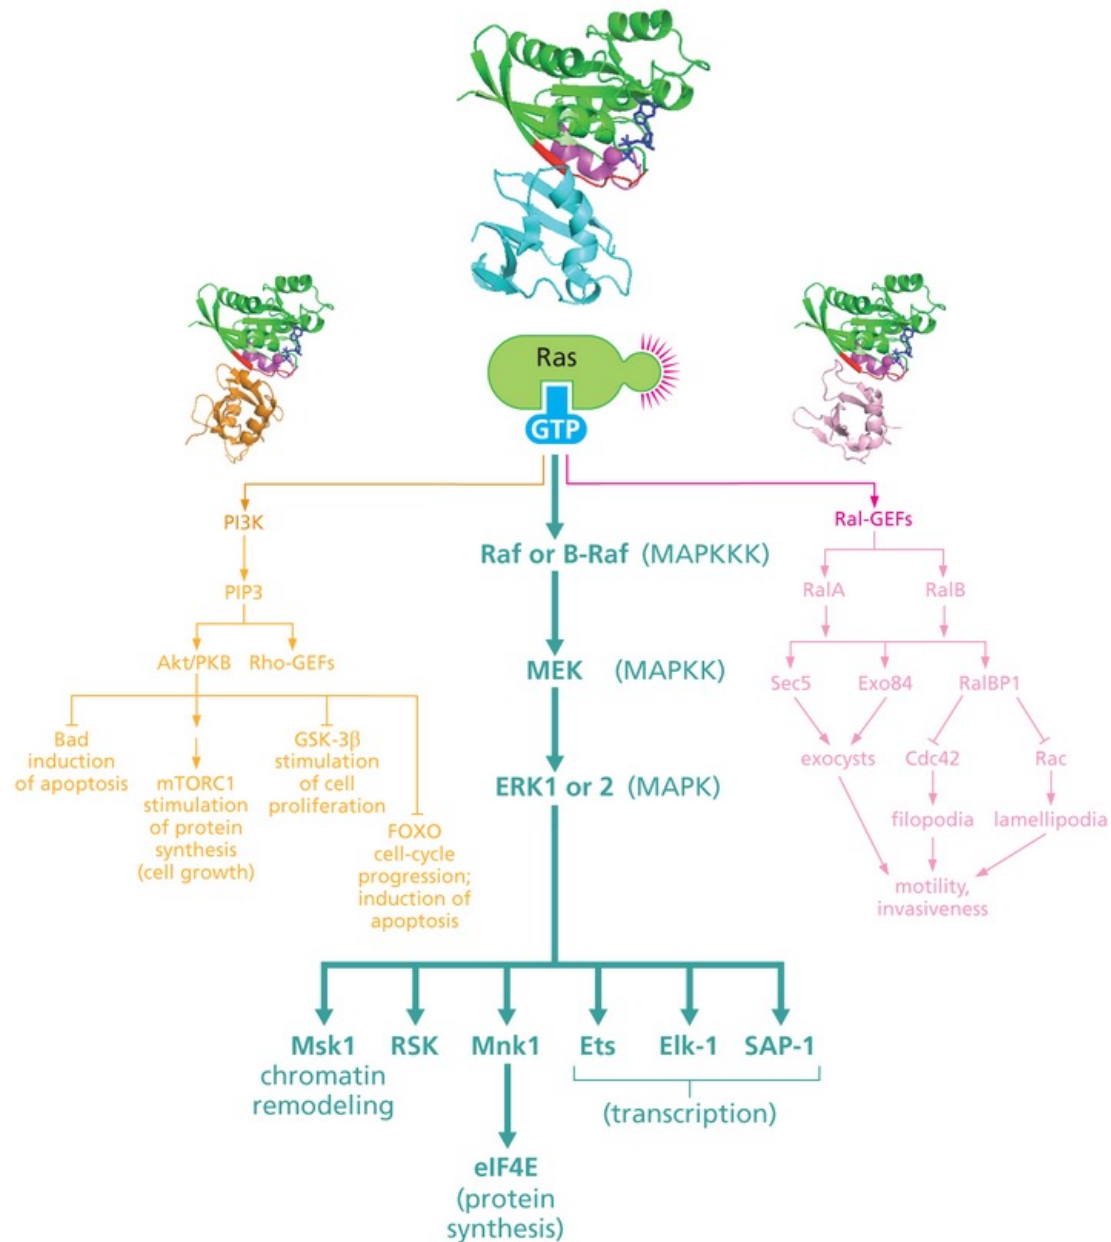 Ras
GTP
PI3K
PIP3
Akt/PKB Rho-GEFs
Bad
induction
of apoptosis
mTORC1
stimulation
of protein
synthesis
(cell growth)
GSK-3β
stimulation
of cell
proliferation
FOXO
cell-cycle
progression;
induction of
apoptosis
Raf or B-Raf (MAPKKK)
MEK (MAPKK)
ERK1 or 2 (MAPK)
Ral-GEFs
RalA RalB
Sec5 Exo84 RalBP1
exocysts Cdc42 Rac
filopodia lamellipodia
motility,
invasiveness
Msk1
chromatin
remodeling
RSK
Mnk1
Ets Elk-1 SAP-1
(transcription)
eIF4E
(protein
synthesis)